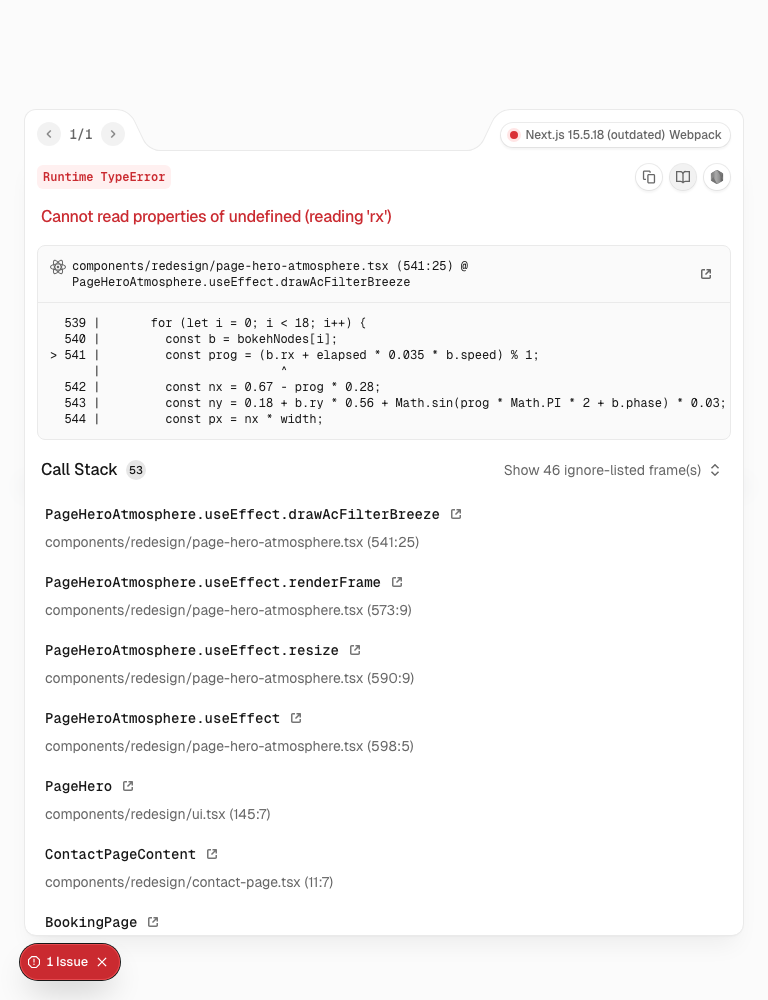 1/1
Next.js 15.5.18 (outdated) Webpack
Runtime TypeError
Cannot read properties of undefined (reading 'rx')
components/redesign/page-hero-atmosphere.tsx (541:25) @
PageHeroAtmosphere.useEffect.drawAcFilterBreeze
539 |       for (let i = 0; i < 18; i++) {
540 |         const b = bokehNodes[i];
> 541 |         const prog = (b.rx + elapsed * 0.035 * b.speed) % 1;
|                         ^
542 |         const nx = 0.67 - prog * 0.28;
543 |         const ny = 0.18 + b.ry * 0.56 + Math.sin(prog * Math.PI * 2 + b.phase) * 0.03;
544 |         const px = nx * width;
Call Stack 53
Show 46 ignore-listed frame(s)
PageHeroAtmosphere.useEffect.drawAcFilterBreeze
components/redesign/page-hero-atmosphere.tsx (541:25)
PageHeroAtmosphere.useEffect.renderFrame
components/redesign/page-hero-atmosphere.tsx (573:9)
PageHeroAtmosphere.useEffect.resize
components/redesign/page-hero-atmosphere.tsx (590:9)
PageHeroAtmosphere.useEffect
components/redesign/page-hero-atmosphere.tsx (598:5)
PageHero
components/redesign/ui.tsx (145:7)
ContactPageContent
components/redesign/contact-page.tsx (11:7)
BookingPage
1 Issue